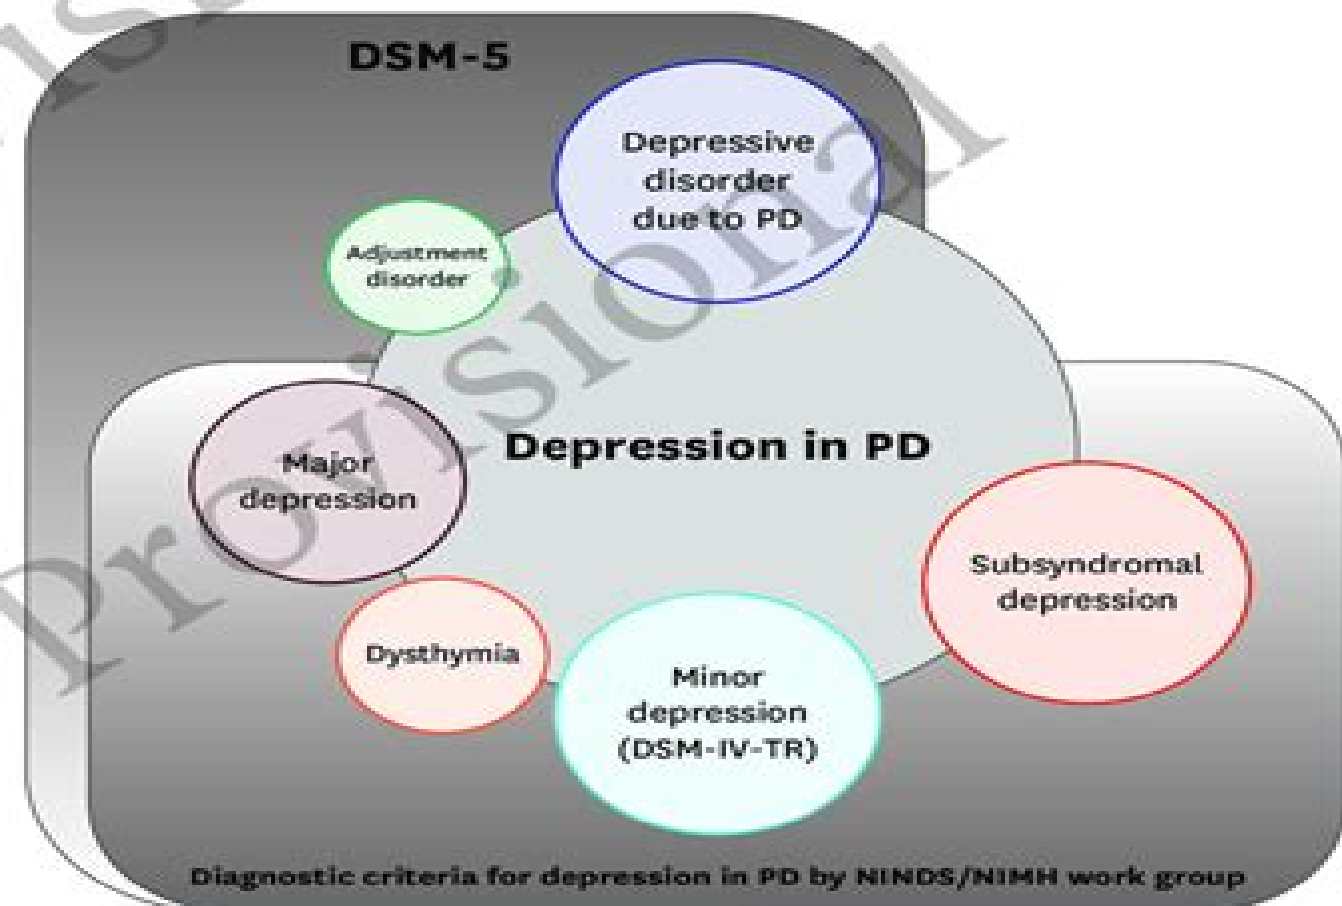 DSM-5
Depressive
disorder
due to PD
Adjustment
disorder
Major
depression
Depression in PD
Subsyndromal
depression
Dysthymia
Minor
depression
(DSM-IV-TR)
Diagnostic criteria for depression in PD by NINDS/NIMH work group
Provisional